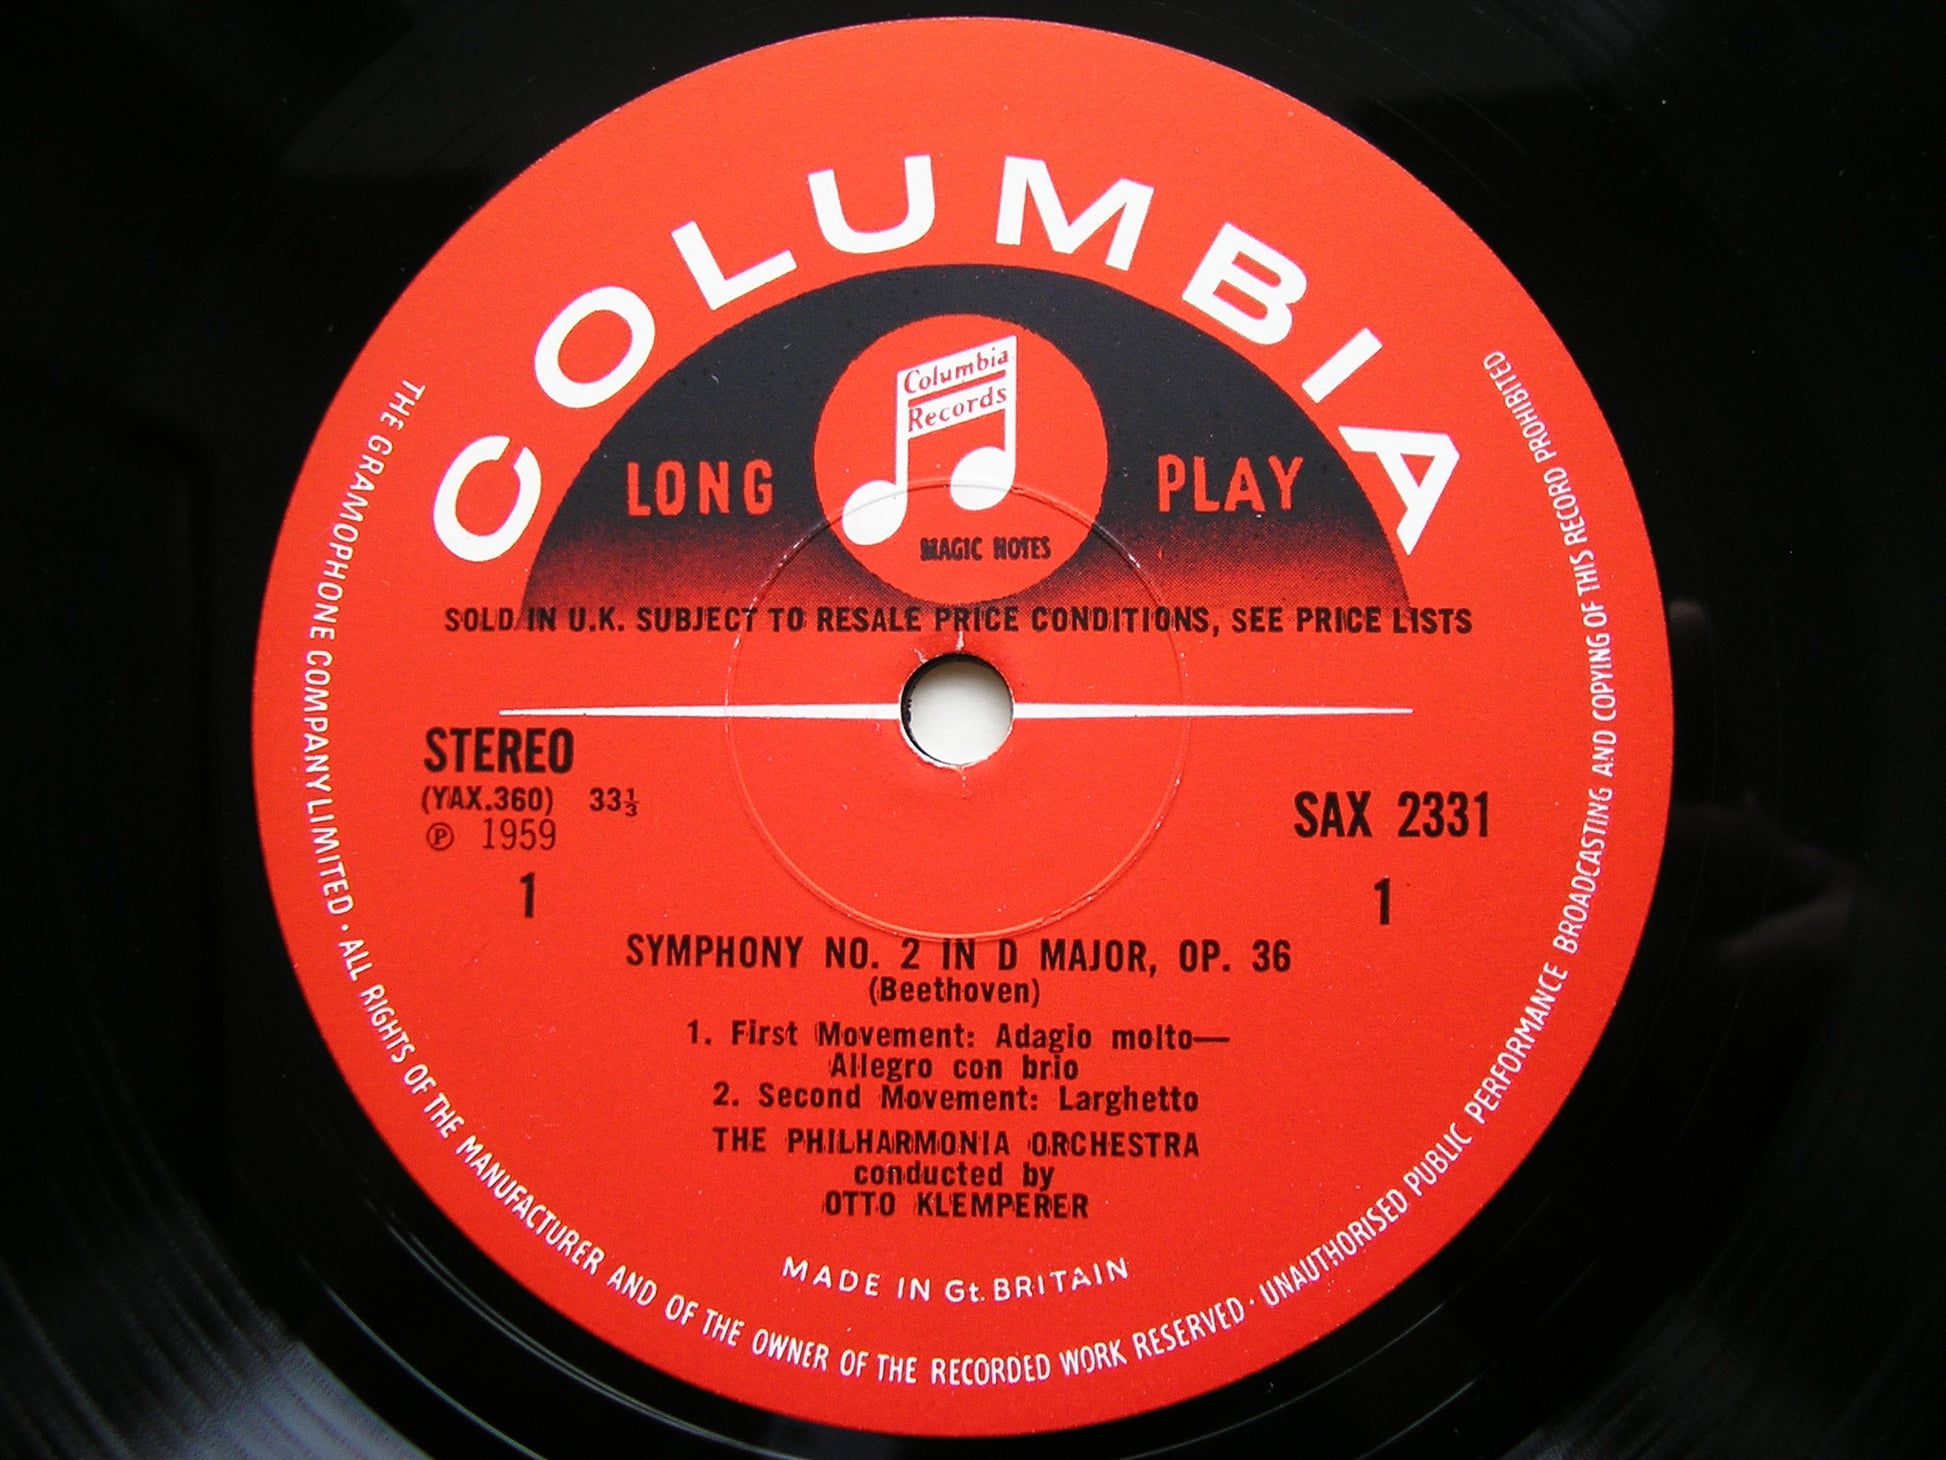 COLUMBIA
Columbia
Records
LONG PLAY
MAGIC NOTES
SOLD IN U.K. SUBJECT TO RESALE PRICE CONDITIONS, SEE PRICE LISTS
STEREO
(YAX.360) 33⅓
℗ 1959
SAX 2331
1 1
SYMPHONY NO. 2 IN D MAJOR, OP. 36
(Beethoven)
1. First Movement: Adagio molto—
Allegro con brio
2. Second Movement: Larghetto
THE PHILHARMONIA ORCHESTRA
conducted by
OTTO KLEMPERER
MADE IN Gt. BRITAIN
THE GRAMOPHONE COMPANY LIMITED · ALL RIGHTS OF THE MANUFACTURER AND OF THE OWNER OF THE RECORDED WORK RESERVED · UNAUTHORISED PUBLIC PERFORMANCE BROADCASTING AND COPYING OF THIS RECORD PROHIBITED